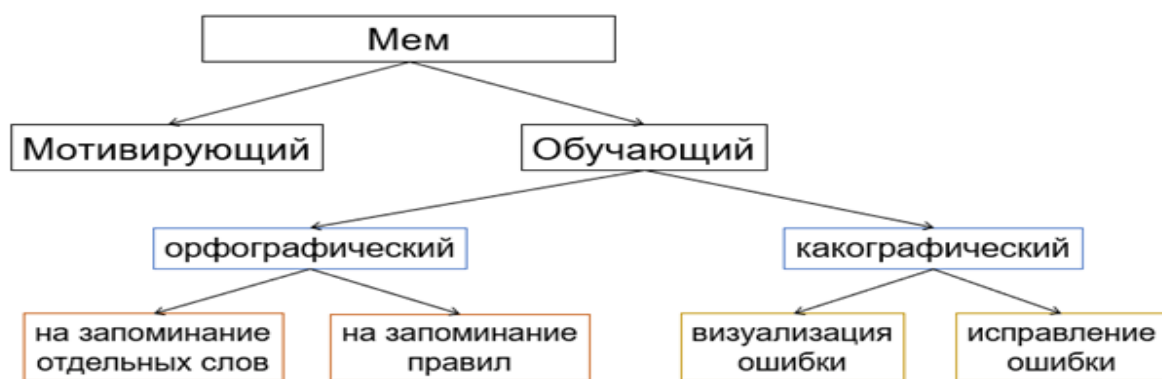 Мем
Мотивирующий
Обучающий
орфографический
какографический
на запоминание
отдельных слов
на запоминание
правил
визуализация
ошибки
исправление
ошибки